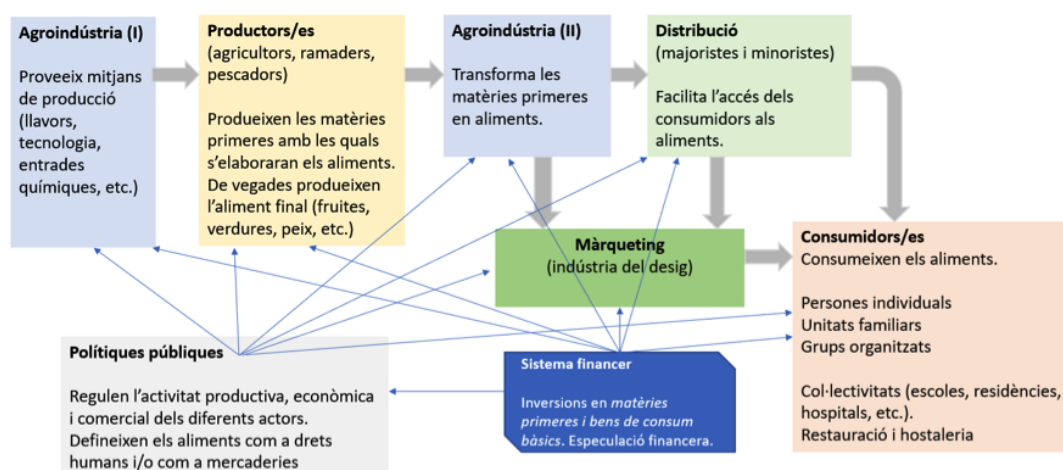 Agroindústria (I)
Proveeix mitjans
de producció
(llavors,
tecnologia,
entrades
químiques, etc.)
Productors/es
(agricultors, ramaders,
pescadors)
Produeixen les matèries
primeres amb les quals
s'elaboraran els aliments.
De vegades produeixen
l'aliment final (fruites,
verdures, peix, etc.)
Agroindústria (II)
Transforma les
matèries primeres
en aliments.
Distribució
(majoristes i minoristes)
Facilita l'accés dels
consumidors als
aliments.
Màrqueting
(indústria del desig)
Consumidors/es
Consumeixen els aliments.
Persones individuals
Unitats familiars
Grups organitzats
Col·lectivitats (escoles, residències,
hospitals, etc.).
Restauració i hostaleria
Polítiques públiques
Regulen l'activitat productiva, econòmica
i comercial dels diferents actors.
Defineixen els aliments com a drets
humans i/o com a mercaderies
Sistema financer
Inversions en matèries
primeres i bens de consum
bàsics. Especulació financera.